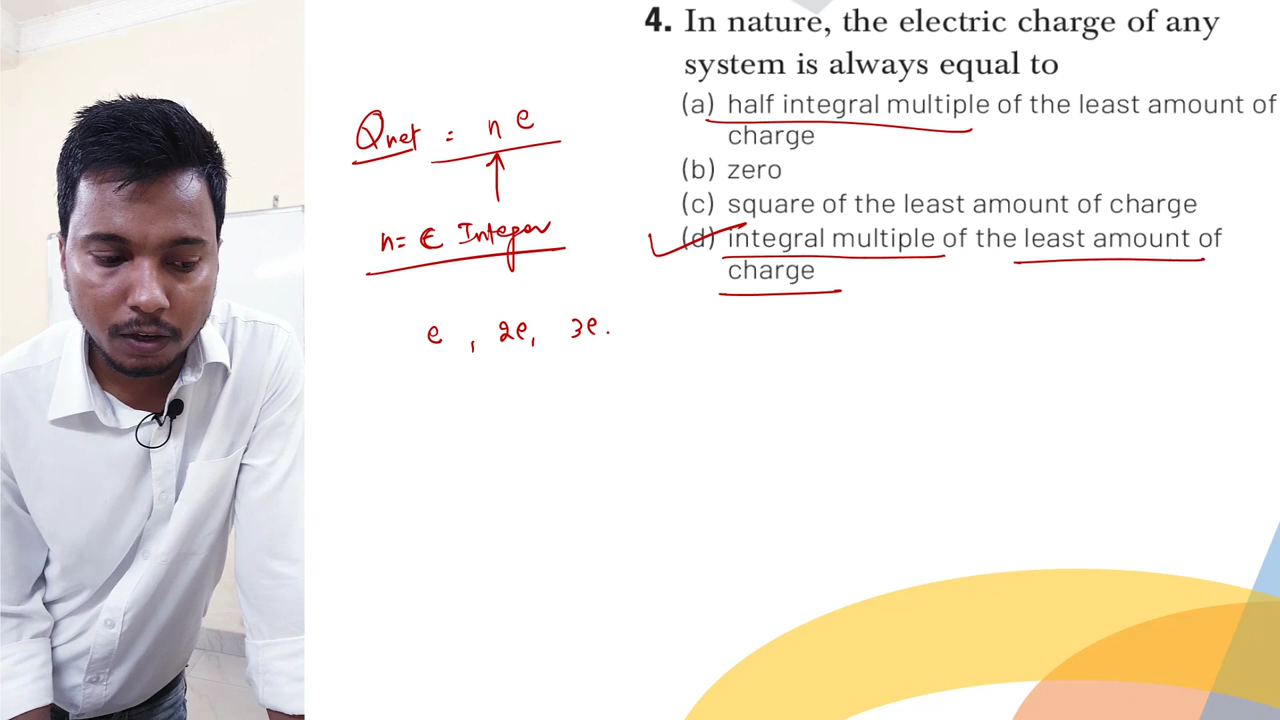 4. In nature, the electric charge of any
system is always equal to
(a) half integral multiple of the least amount of
charge
(b) zero
(c) square of the least amount of charge
(d) integral multiple of the least amount of
charge
Qnet = n e
n = ∈ Integer
e , 2e, 3e.